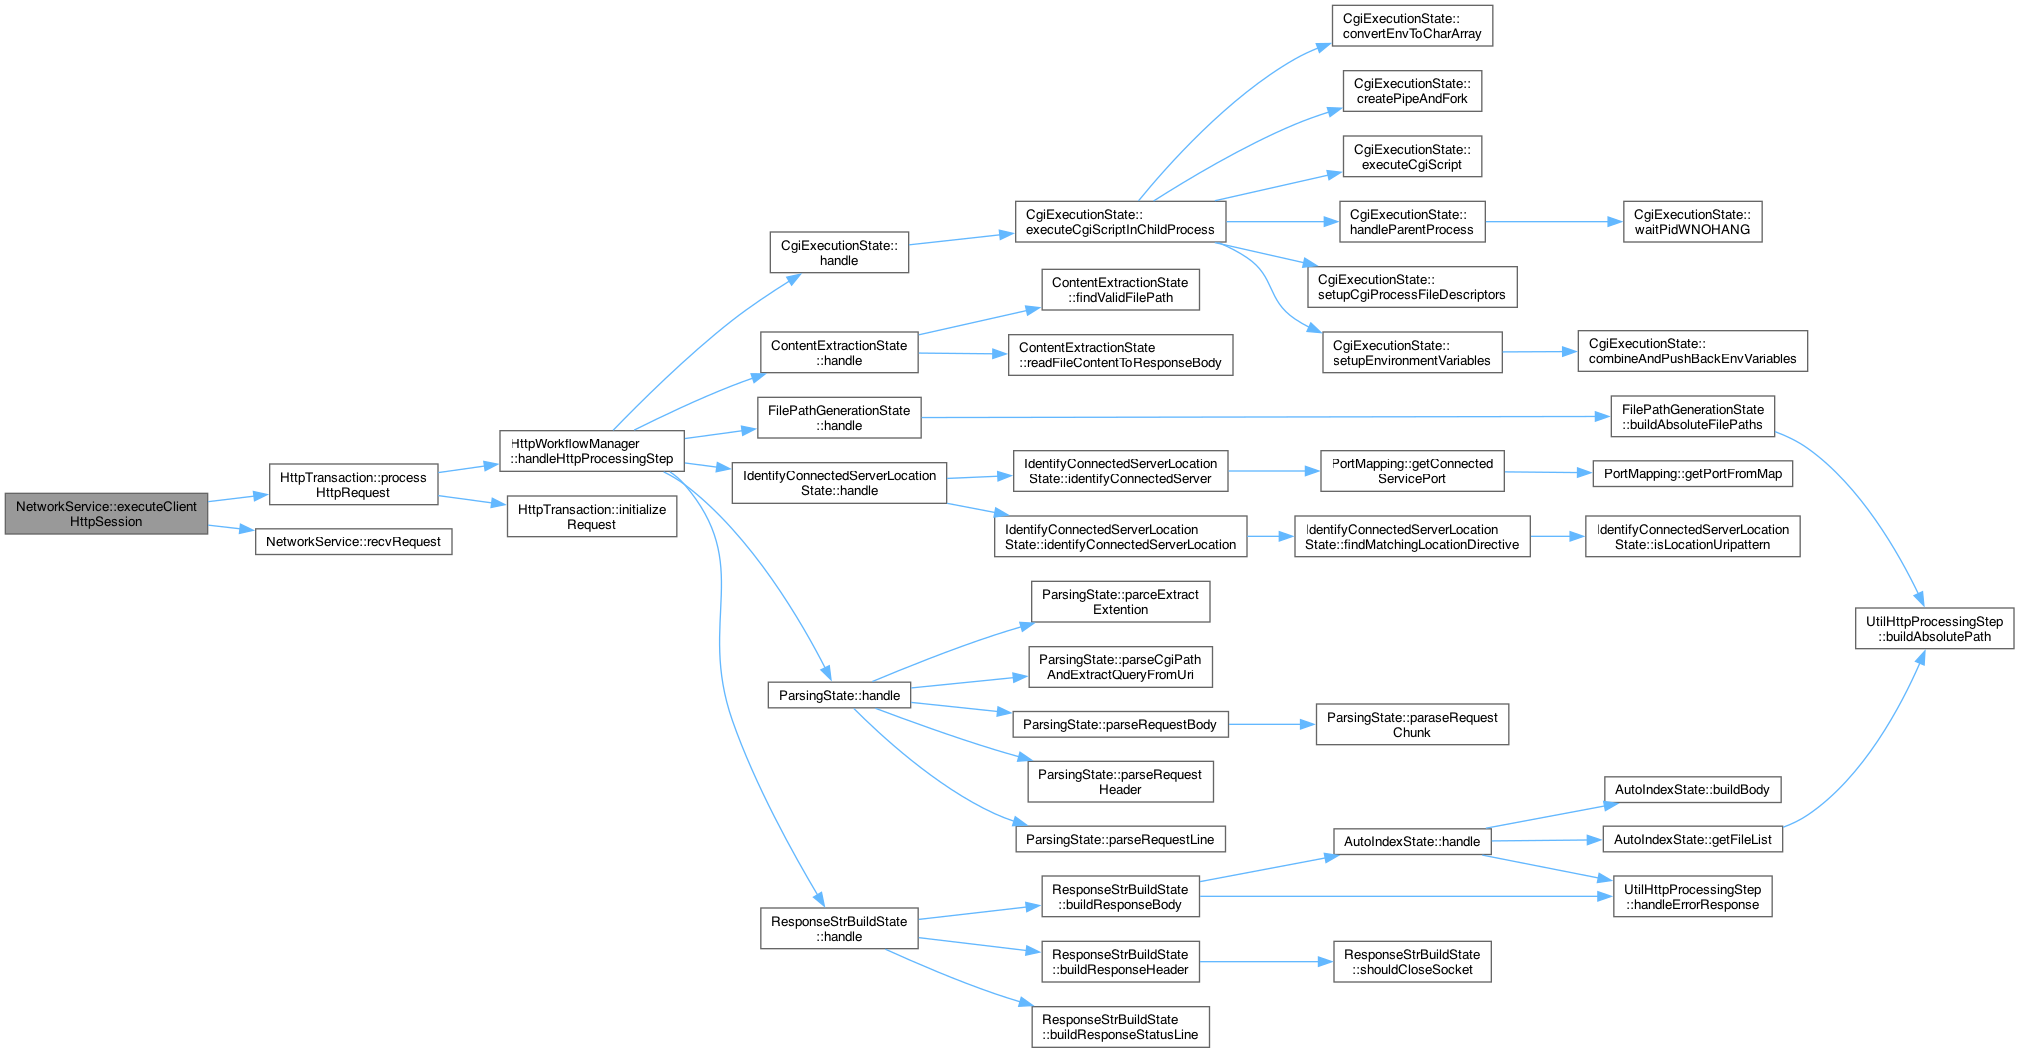 NetworkService::executeClient
HttpSession
HttpTransaction::process
HttpRequest
NetworkService::recvRequest
HttpWorkflowManager
::handleHttpProcessingStep
HttpTransaction::initialize
Request
CgiExecutionState::
handle
ContentExtractionState
::handle
FilePathGenerationState
::handle
IdentifyConnectedServerLocation
State::handle
ParsingState::handle
ResponseStrBuildState
::handle
CgiExecutionState::
executeCgiScriptInChildProcess
ContentExtractionState
::findValidFilePath
ContentExtractionState
::readFileContentToResponseBody
IdentifyConnectedServerLocation
State::identifyConnectedServer
IdentifyConnectedServerLocation
State::identifyConnectedServerLocation
ParsingState::parceExtract
Extention
ParsingState::parseCgiPath
AndExtractQueryFromUri
ParsingState::parseRequestBody
ParsingState::parseRequest
Header
ParsingState::parseRequestLine
ResponseStrBuildState
::buildResponseBody
ResponseStrBuildState
::buildResponseHeader
ResponseStrBuildState
::buildResponseStatusLine
CgiExecutionState::
convertEnvToCharArray
CgiExecutionState::
createPipeAndFork
CgiExecutionState::
executeCgiScript
CgiExecutionState::
handleParentProcess
CgiExecutionState::
setupCgiProcessFileDescriptors
CgiExecutionState::
setupEnvironmentVariables
PortMapping::getConnected
ServicePort
IdentifyConnectedServerLocation
State::findMatchingLocationDirective
ParsingState::paraseRequest
Chunk
AutoIndexState::handle
ResponseStrBuildState
::shouldCloseSocket
CgiExecutionState::
waitPidWNOHANG
CgiExecutionState::
combineAndPushBackEnvVariables
FilePathGenerationState
::buildAbsoluteFilePaths
PortMapping::getPortFromMap
IdentifyConnectedServerLocation
State::isLocationUripattern
AutoIndexState::buildBody
AutoIndexState::getFileList
UtilHttpProcessingStep
::handleErrorResponse
UtilHttpProcessingStep
::buildAbsolutePath